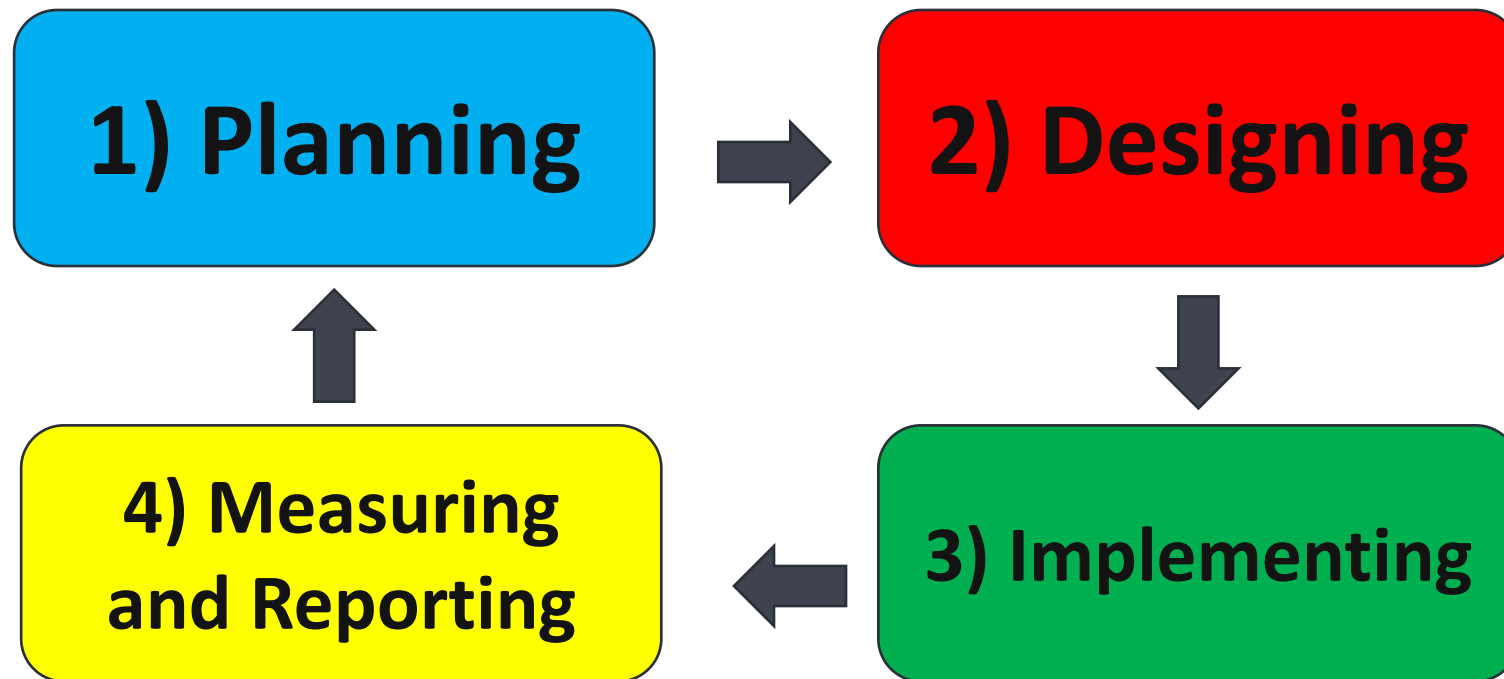 1) Planning
2) Designing
4) Measuring
and Reporting
3) Implementing